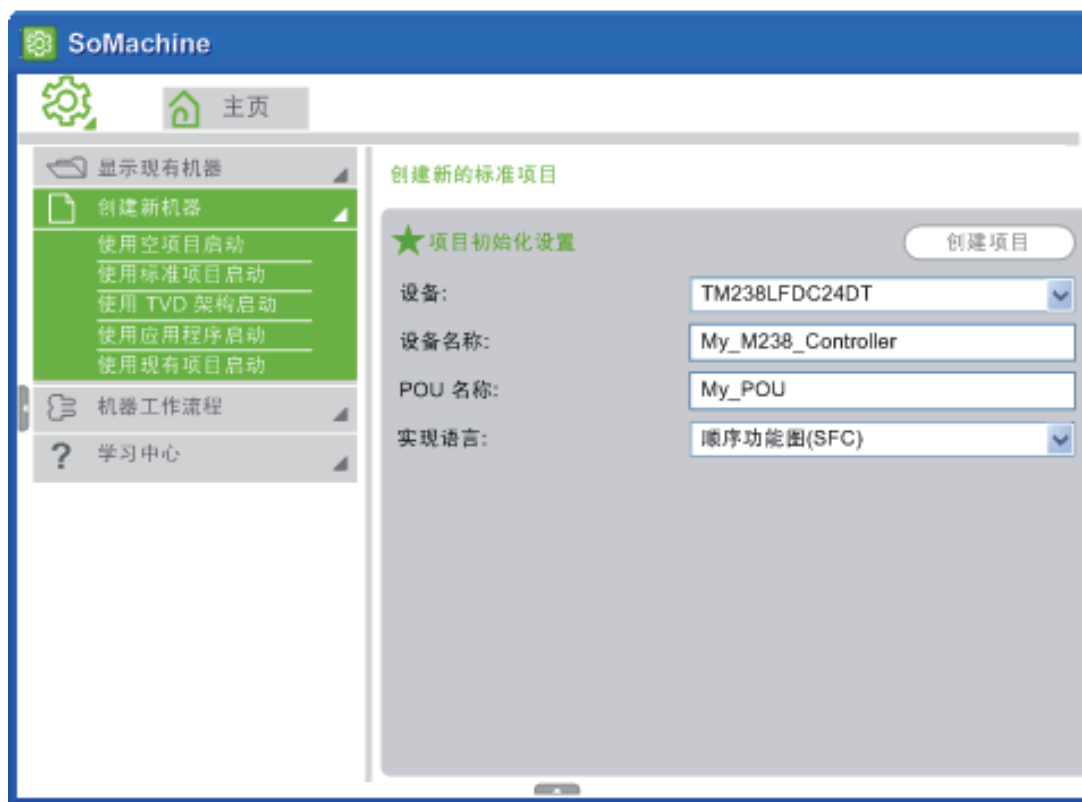 SoMachine
主页
显示现有机器
创建新机器
使用空项目启动
使用标准项目启动
使用 TVD 架构启动
使用应用程序启动
使用现有项目启动
机器工作流程
? 学习中心
创建新的标准项目
项目初始化设置 创建项目
设备: TM238LFDC24DT
设备名称: My_M238_Controller
POU 名称: My_POU
实现语言: 顺序功能图(SFC)